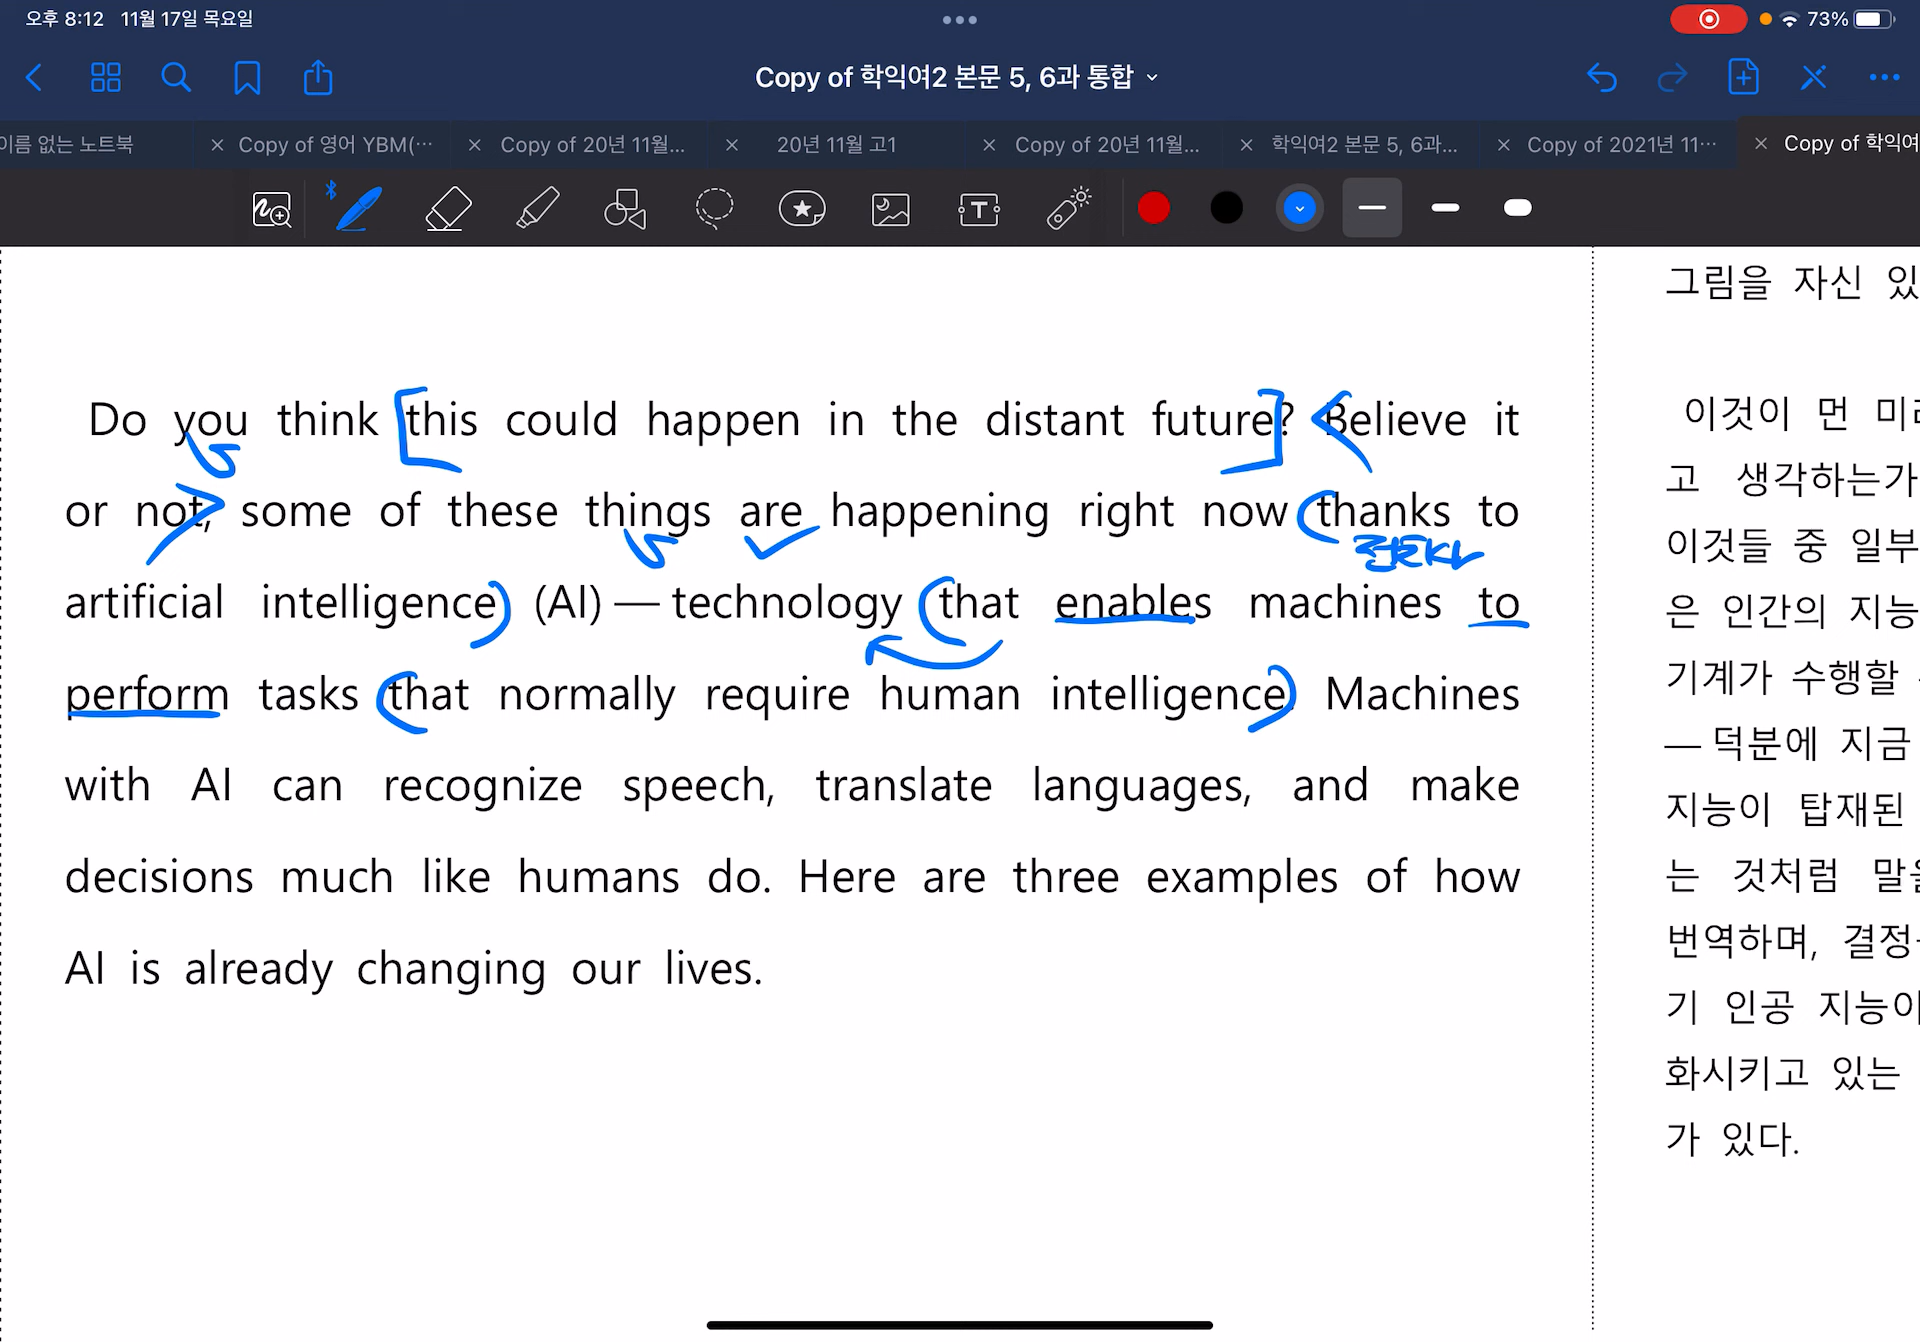 오후 8:12 11월 17일 목요일
73%
Copy of 학익여2 본문 5, 6과 통합
이름 없는 노트북
Copy of 영어 YBM(···
Copy of 20년 11월...
20년 11월 고1
Copy of 20년 11월...
학익여2 본문 5, 6과...
Copy of 2021년 11···
Copy of 학익여
Do you think this could happen in the distant future? Believe it
or not, some of these things are happening right now thanks to
전치사
artificial intelligence (AI) — technology that enables machines to
perform tasks that normally require human intelligence. Machines
with AI can recognize speech, translate languages, and make
decisions much like humans do. Here are three examples of how
AI is already changing our lives.
그림을 자신 있
이것이 먼 미래
고 생각하는가
이것들 중 일부
은 인간의 지능
기계가 수행할
— 덕분에 지금
지능이 탑재된
는 것처럼 말을
번역하며, 결정
기 인공 지능이
화시키고 있는
가 있다.